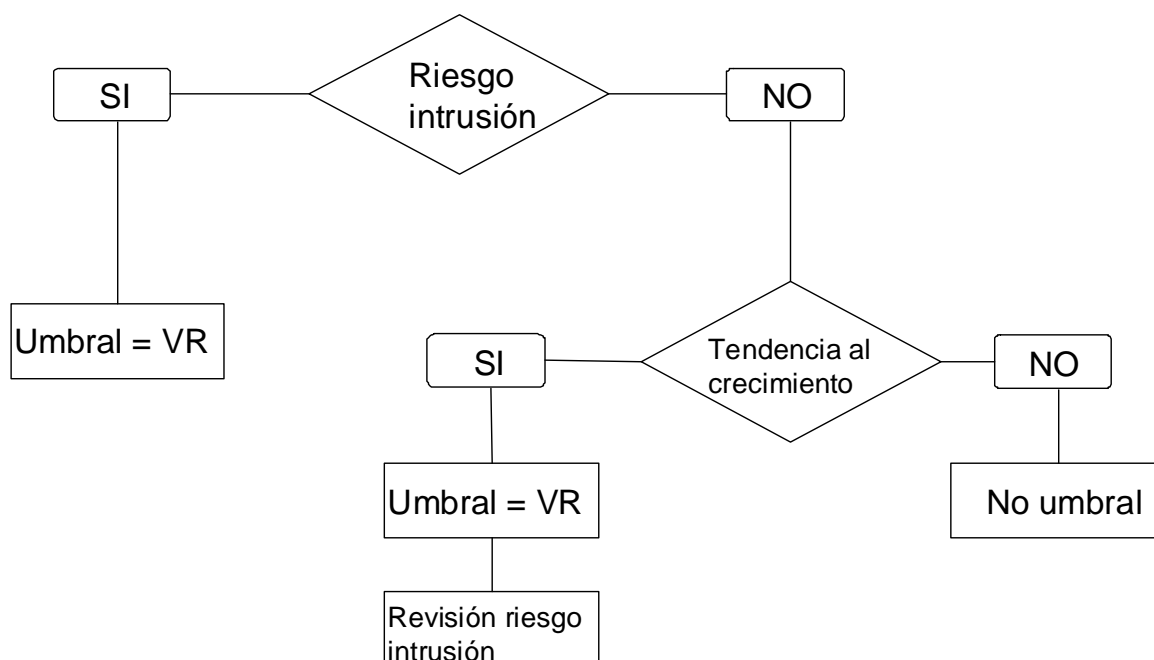 Riesgo
intrusión
SI
NO
Umbral = VR
Tendencia al
crecimiento
SI
NO
Umbral = VR
No umbral
Revisión riesgo
intrusión